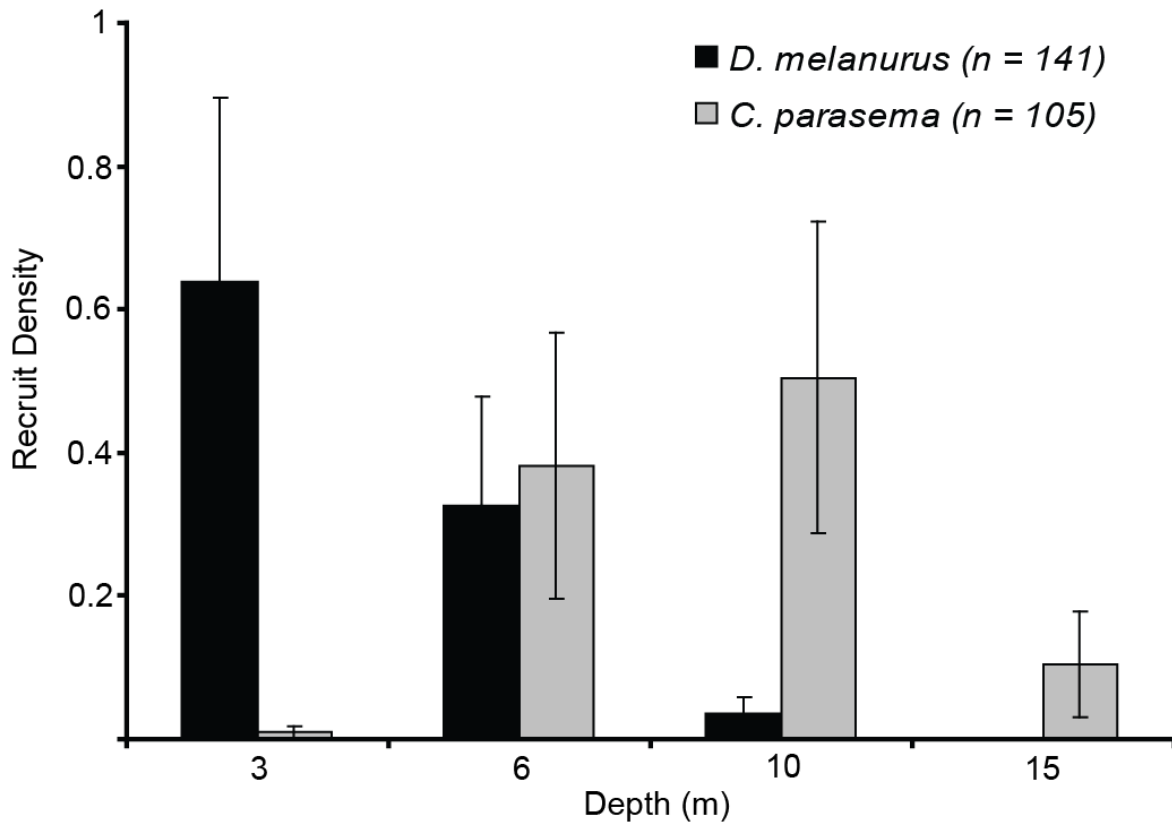 1
D. melanurus (n = 141)
C. parasema (n = 105)
0.8
0.6
0.4
0.2
Recruit Density
3 6 10 15
Depth (m)